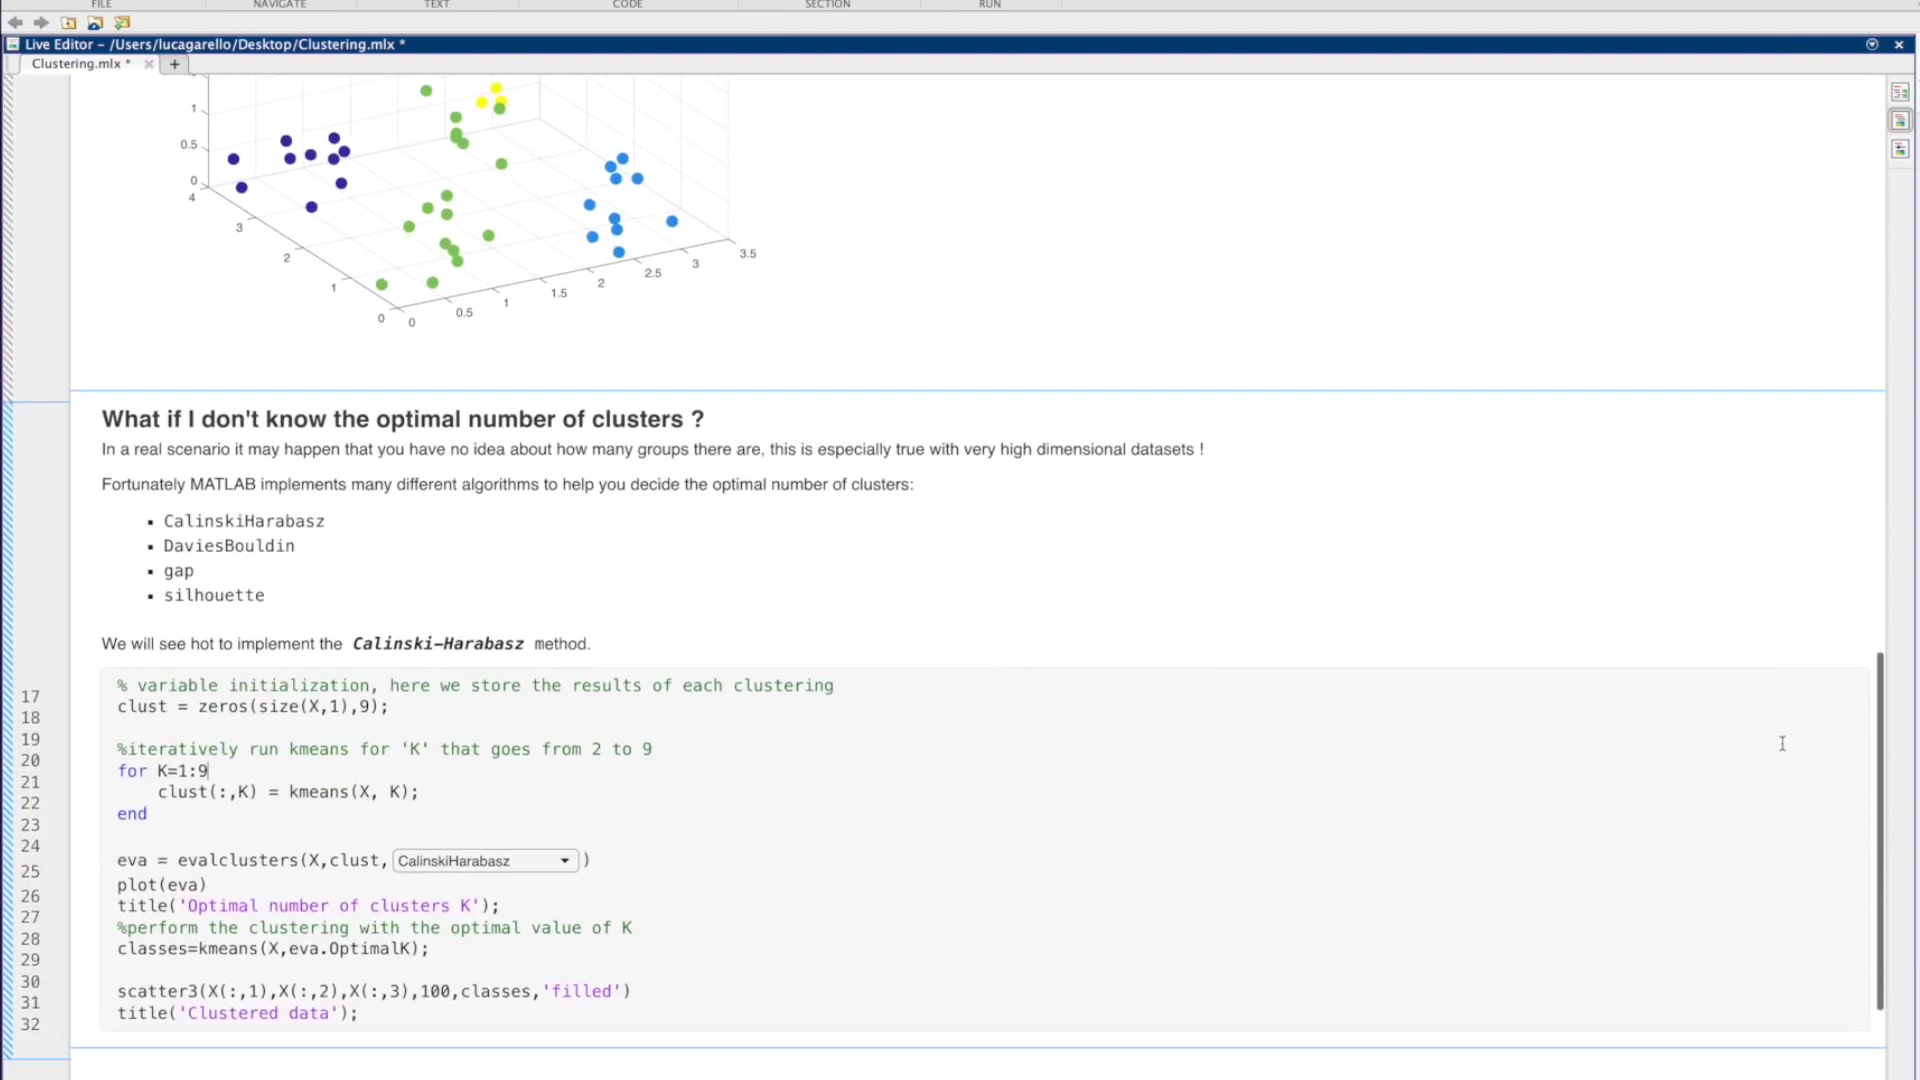 FILE NAVIGATE TEXT CODE SECTION RUN
Live Editor – /Users/lucagarello/Desktop/Clustering.mlx *
Clustering.mlx * × +
1
0.5
0
4
3
2
1
0
0
0.5
1
1.5
2
2.5
3
3.5
What if I don't know the optimal number of clusters ?
In a real scenario it may happen that you have no idea about how many groups there are, this is especially true with very high dimensional datasets !
Fortunately MATLAB implements many different algorithms to help you decide the optimal number of clusters:
▪ CalinskiHarabasz
▪ DaviesBouldin
▪ gap
▪ silhouette
We will see hot to implement the Calinski-Harabasz method.
17 % variable initialization, here we store the results of each clustering
18 clust = zeros(size(X,1),9);
19
20 %iteratively run kmeans for 'K' that goes from 2 to 9
21 for K=1:9
22 clust(:,K) = kmeans(X, K);
23 end
24
25 eva = evalclusters(X,clust, CalinskiHarabasz )
26 plot(eva)
27 title('Optimal number of clusters K');
28 %perform the clustering with the optimal value of K
29 classes=kmeans(X,eva.OptimalK);
30
31 scatter3(X(:,1),X(:,2),X(:,3),100,classes,'filled')
32 title('Clustered data');